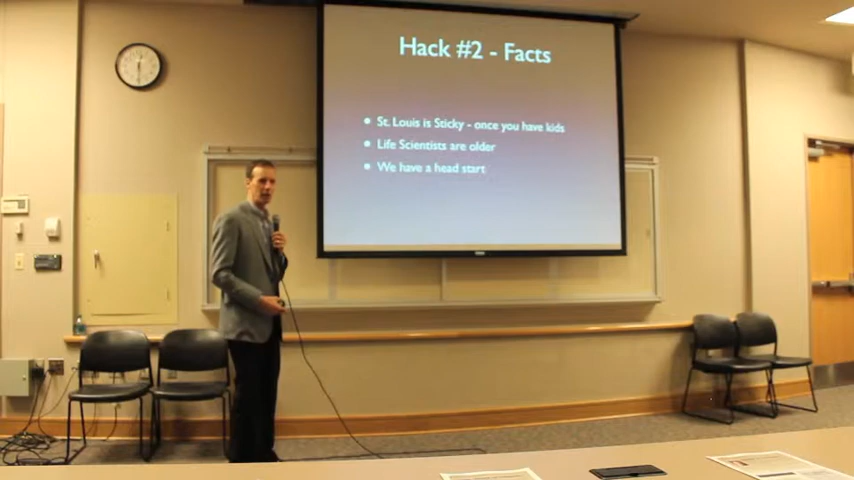 Hack #2 - Facts
St. Louis is Sticky - once you have kids
Life Scientists are older
We have a head start